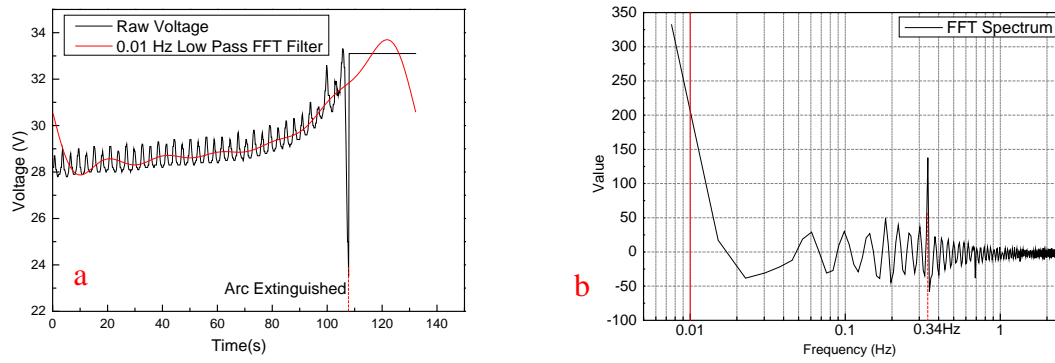 Raw Voltage
0.01 Hz Low Pass FFT Filter
34
32
30
28
26
24
22
Voltage (V)
a
Arc Extinguished
0 20 40 60 80 100 120 140
Time(s)
FFT Spectrum
350
300
250
200
150
100
50
0
-50
-100
Value
b
0.01 0.1 0.34Hz 1
Frequency (Hz)